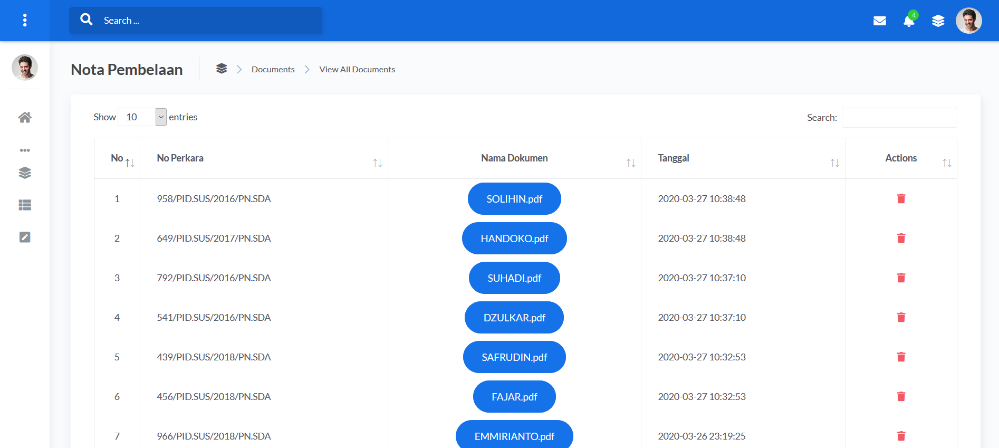 Search ...
4
Nota Pembelaan
Documents
View All Documents
Show 10 entries
Search:
No
No Perkara
Nama Dokumen
Tanggal
Actions
1 958/PID.SUS/2016/PN.SDA SOLIHIN.pdf 2020-03-27 10:38:48
2 649/PID.SUS/2017/PN.SDA HANDOKO.pdf 2020-03-27 10:38:48
3 792/PID.SUS/2016/PN.SDA SUHADI.pdf 2020-03-27 10:37:10
4 541/PID.SUS/2016/PN.SDA DZULKAR.pdf 2020-03-27 10:37:10
5 439/PID.SUS/2018/PN.SDA SAFRUDIN.pdf 2020-03-27 10:32:53
6 456/PID.SUS/2018/PN.SDA FAJAR.pdf 2020-03-27 10:32:53
7 966/PID.SUS/2018/PN.SDA EMMIRIANTO.pdf 2020-03-26 23:19:25